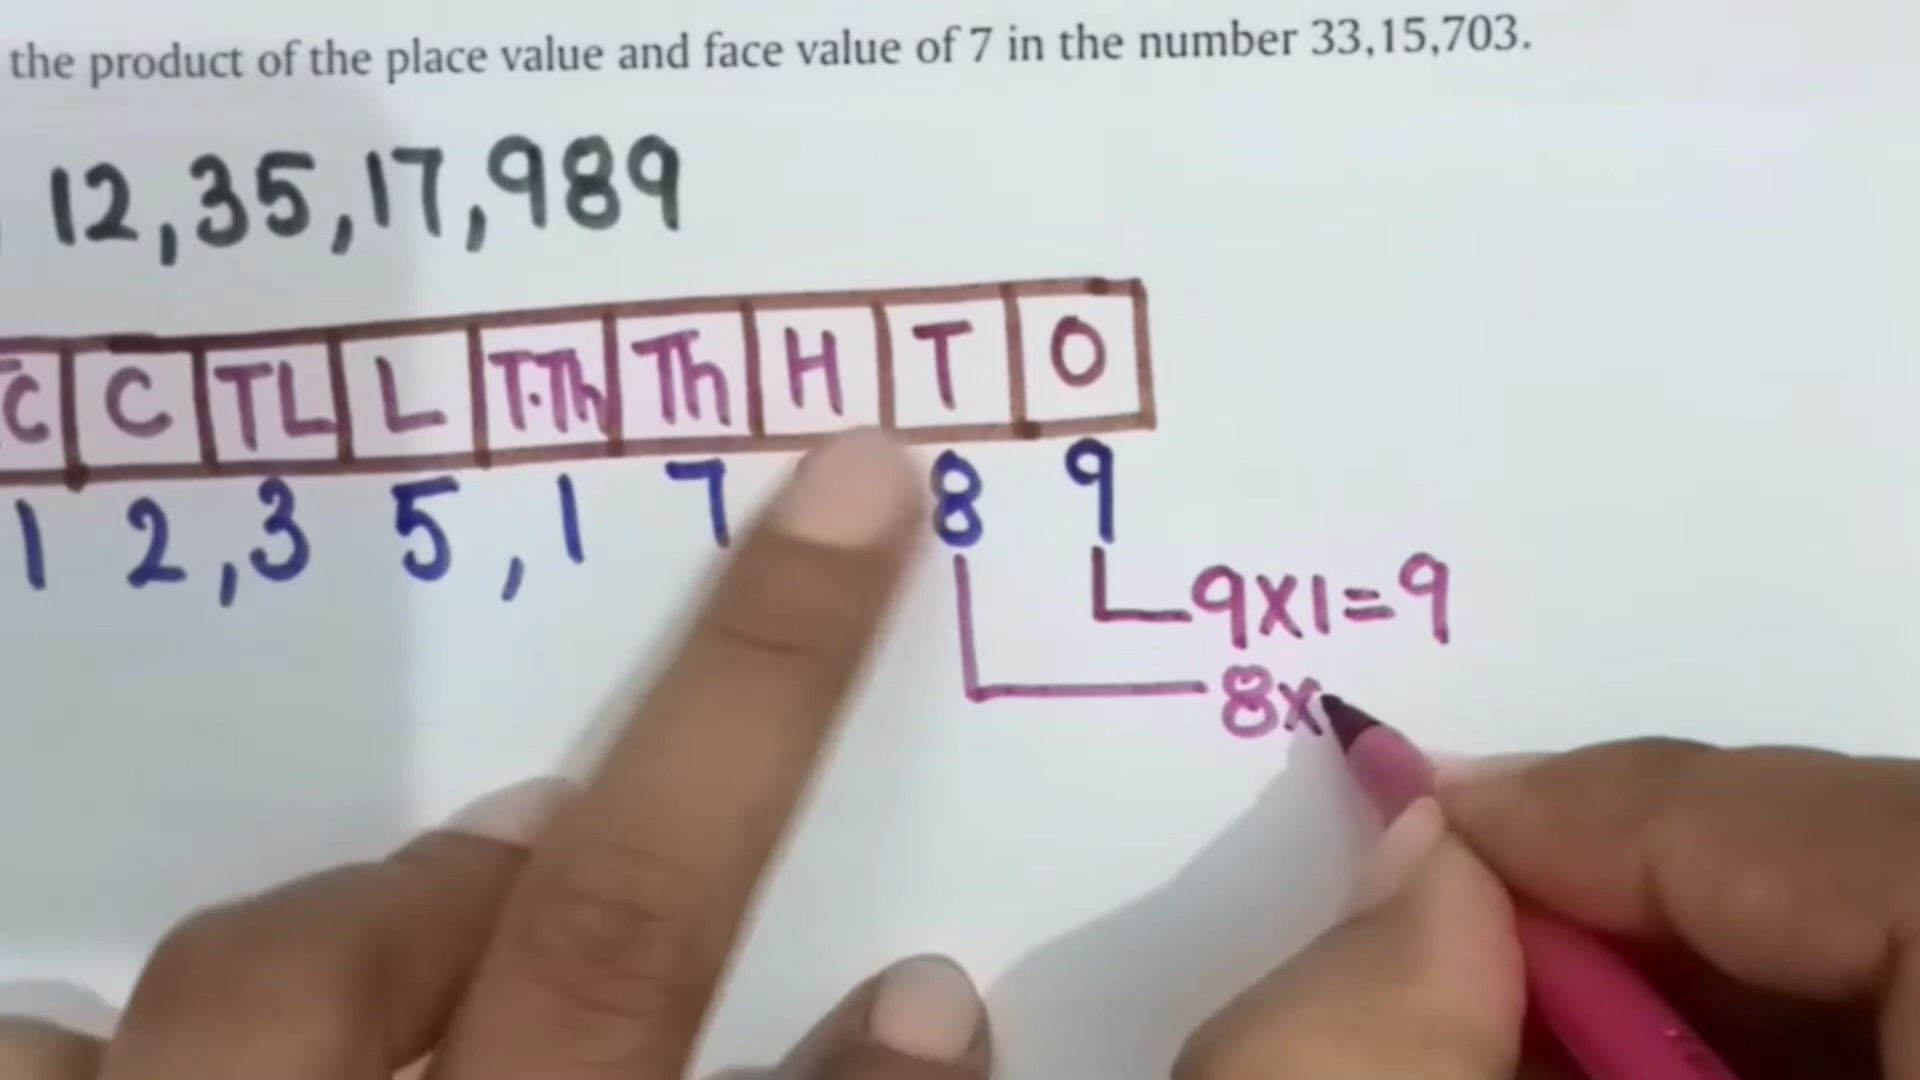 the product of the place value and face value of 7 in the number 33,15,703.
12,35,17,989
C C TL L T.Th Th H T O
1 2,3 5,1 7 8 9
9x1=9
8x